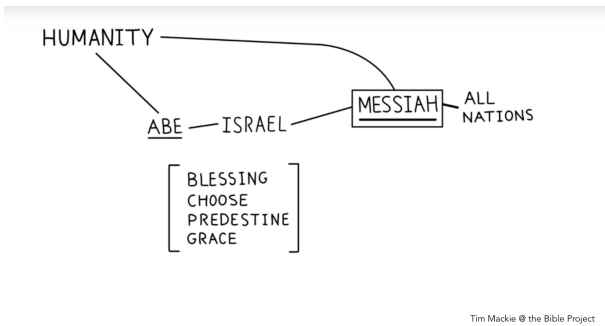 HUMANITY
MESSIAH
ALL
NATIONS
ABE
ISRAEL
BLESSING
CHOOSE
PREDESTINE
GRACE
Tim Mackie @ the Bible Project